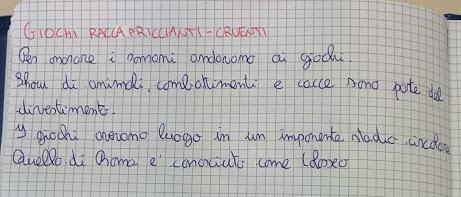 GIOCHI RACCAPRICCIANTI - CRUENTI
Per onorare i romani andavano ai giochi.
Show di animali, combattimenti e cacce sono parte del
divertimento.
I giochi avevano luogo in un imponente stadio circolare
Quello di Roma e' conosciuto come Colosseo